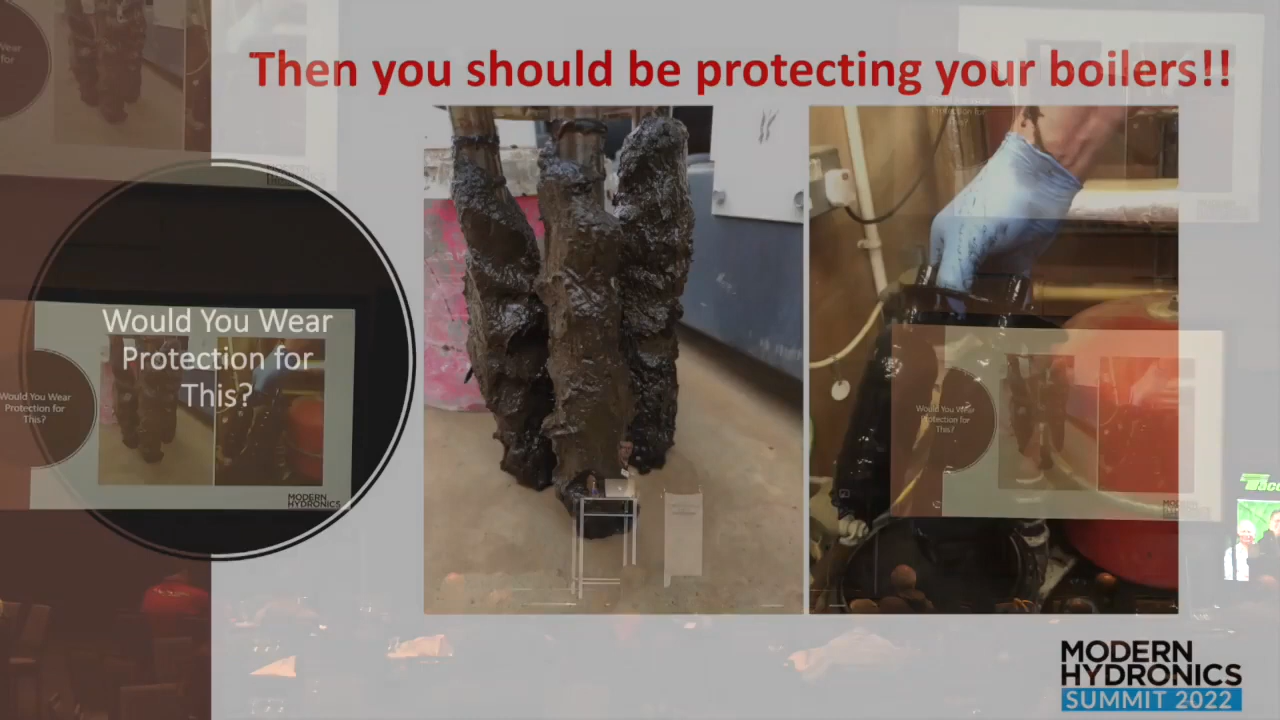 Then you should be protecting your boilers!!
Would You Wear
Protection for
This?
Would You Wear
Protection for
This?
MODERN
HYDRONICS
Would You Wear
Protection for
This?
MODERN
HYDRONICS
SUMMIT 2022